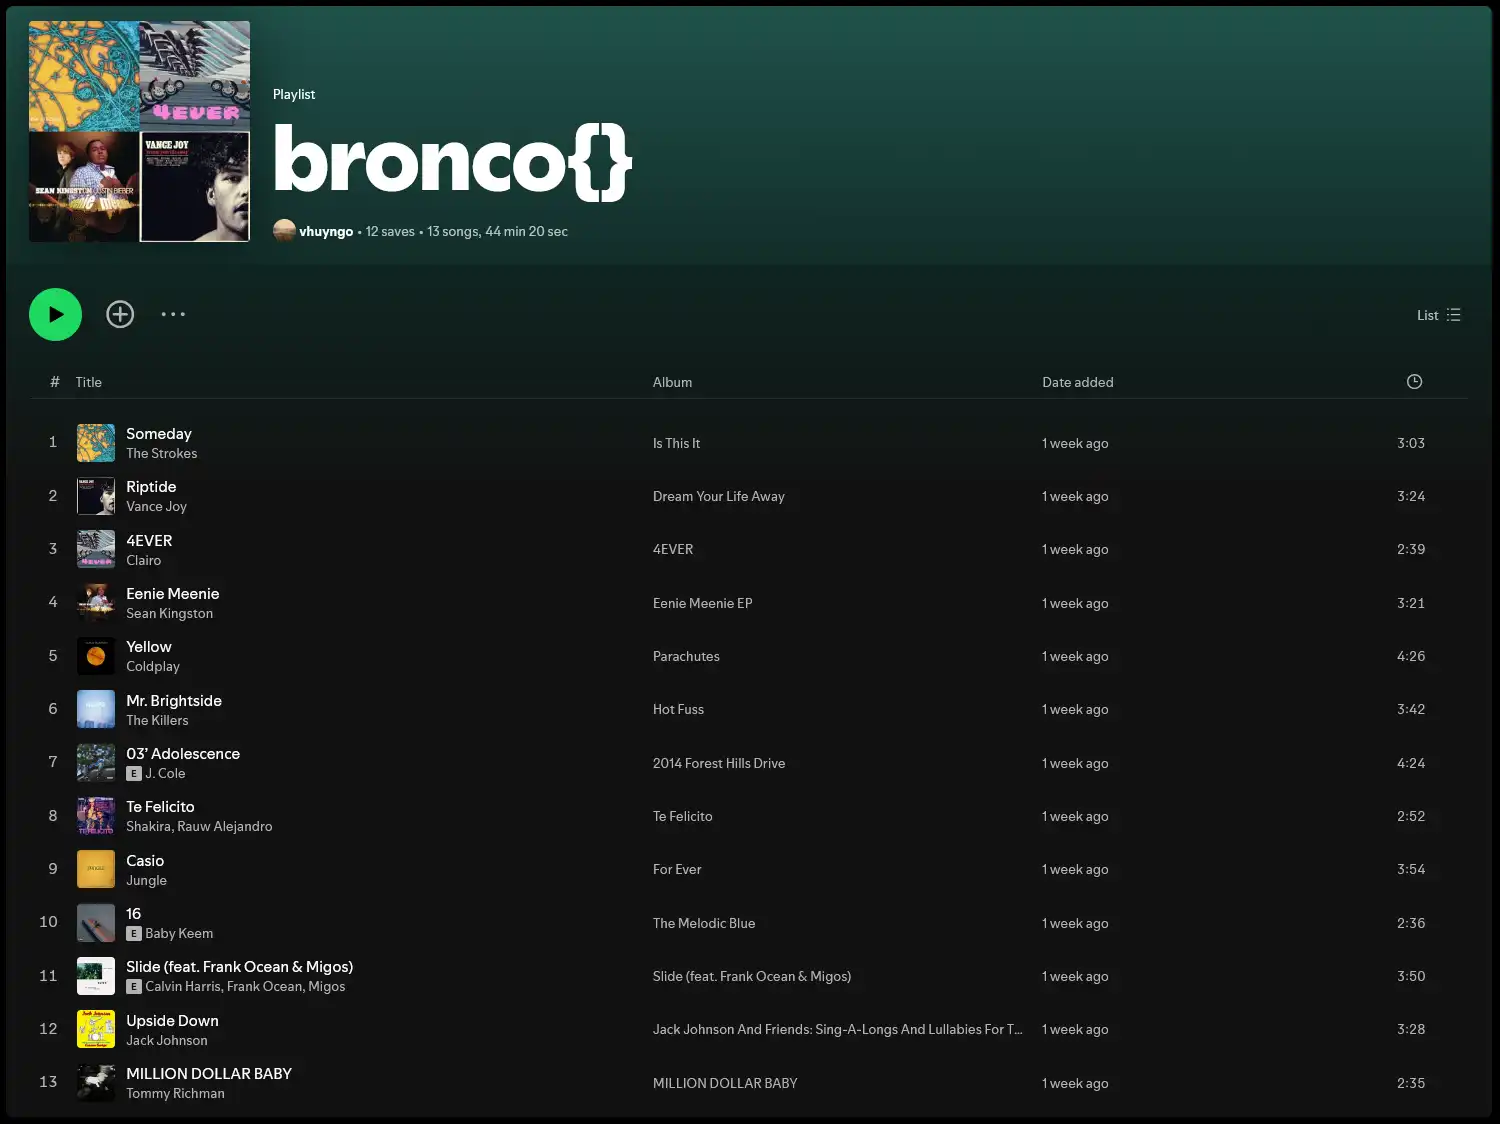 4EVER
VANCE JOY
SEAN KINGSTON JUSTIN BIEBER
Playlist
bronco{}
vhuyngo • 12 saves • 13 songs, 44 min 20 sec
List
# Title Album Date added
1 Someday Is This It 1 week ago 3:03
The Strokes
2 Riptide Dream Your Life Away 1 week ago 3:24
Vance Joy
3 4EVER 4EVER 1 week ago 2:39
Clairo
4 Eenie Meenie Eenie Meenie EP 1 week ago 3:21
Sean Kingston
5 Yellow Parachutes 1 week ago 4:26
Coldplay
6 Mr. Brightside Hot Fuss 1 week ago 3:42
The Killers
7 03’ Adolescence 2014 Forest Hills Drive 1 week ago 4:24
E J. Cole
8 Te Felicito Te Felicito 1 week ago 2:52
Shakira, Rauw Alejandro
9 Casio For Ever 1 week ago 3:54
Jungle
10 16 The Melodic Blue 1 week ago 2:36
E Baby Keem
11 Slide (feat. Frank Ocean & Migos) Slide (feat. Frank Ocean & Migos) 1 week ago 3:50
E Calvin Harris, Frank Ocean, Migos
12 Upside Down Jack Johnson And Friends: Sing-A-Longs And Lullabies For T... 1 week ago 3:28
Jack Johnson
13 MILLION DOLLAR BABY MILLION DOLLAR BABY 1 week ago 2:35
Tommy Richman